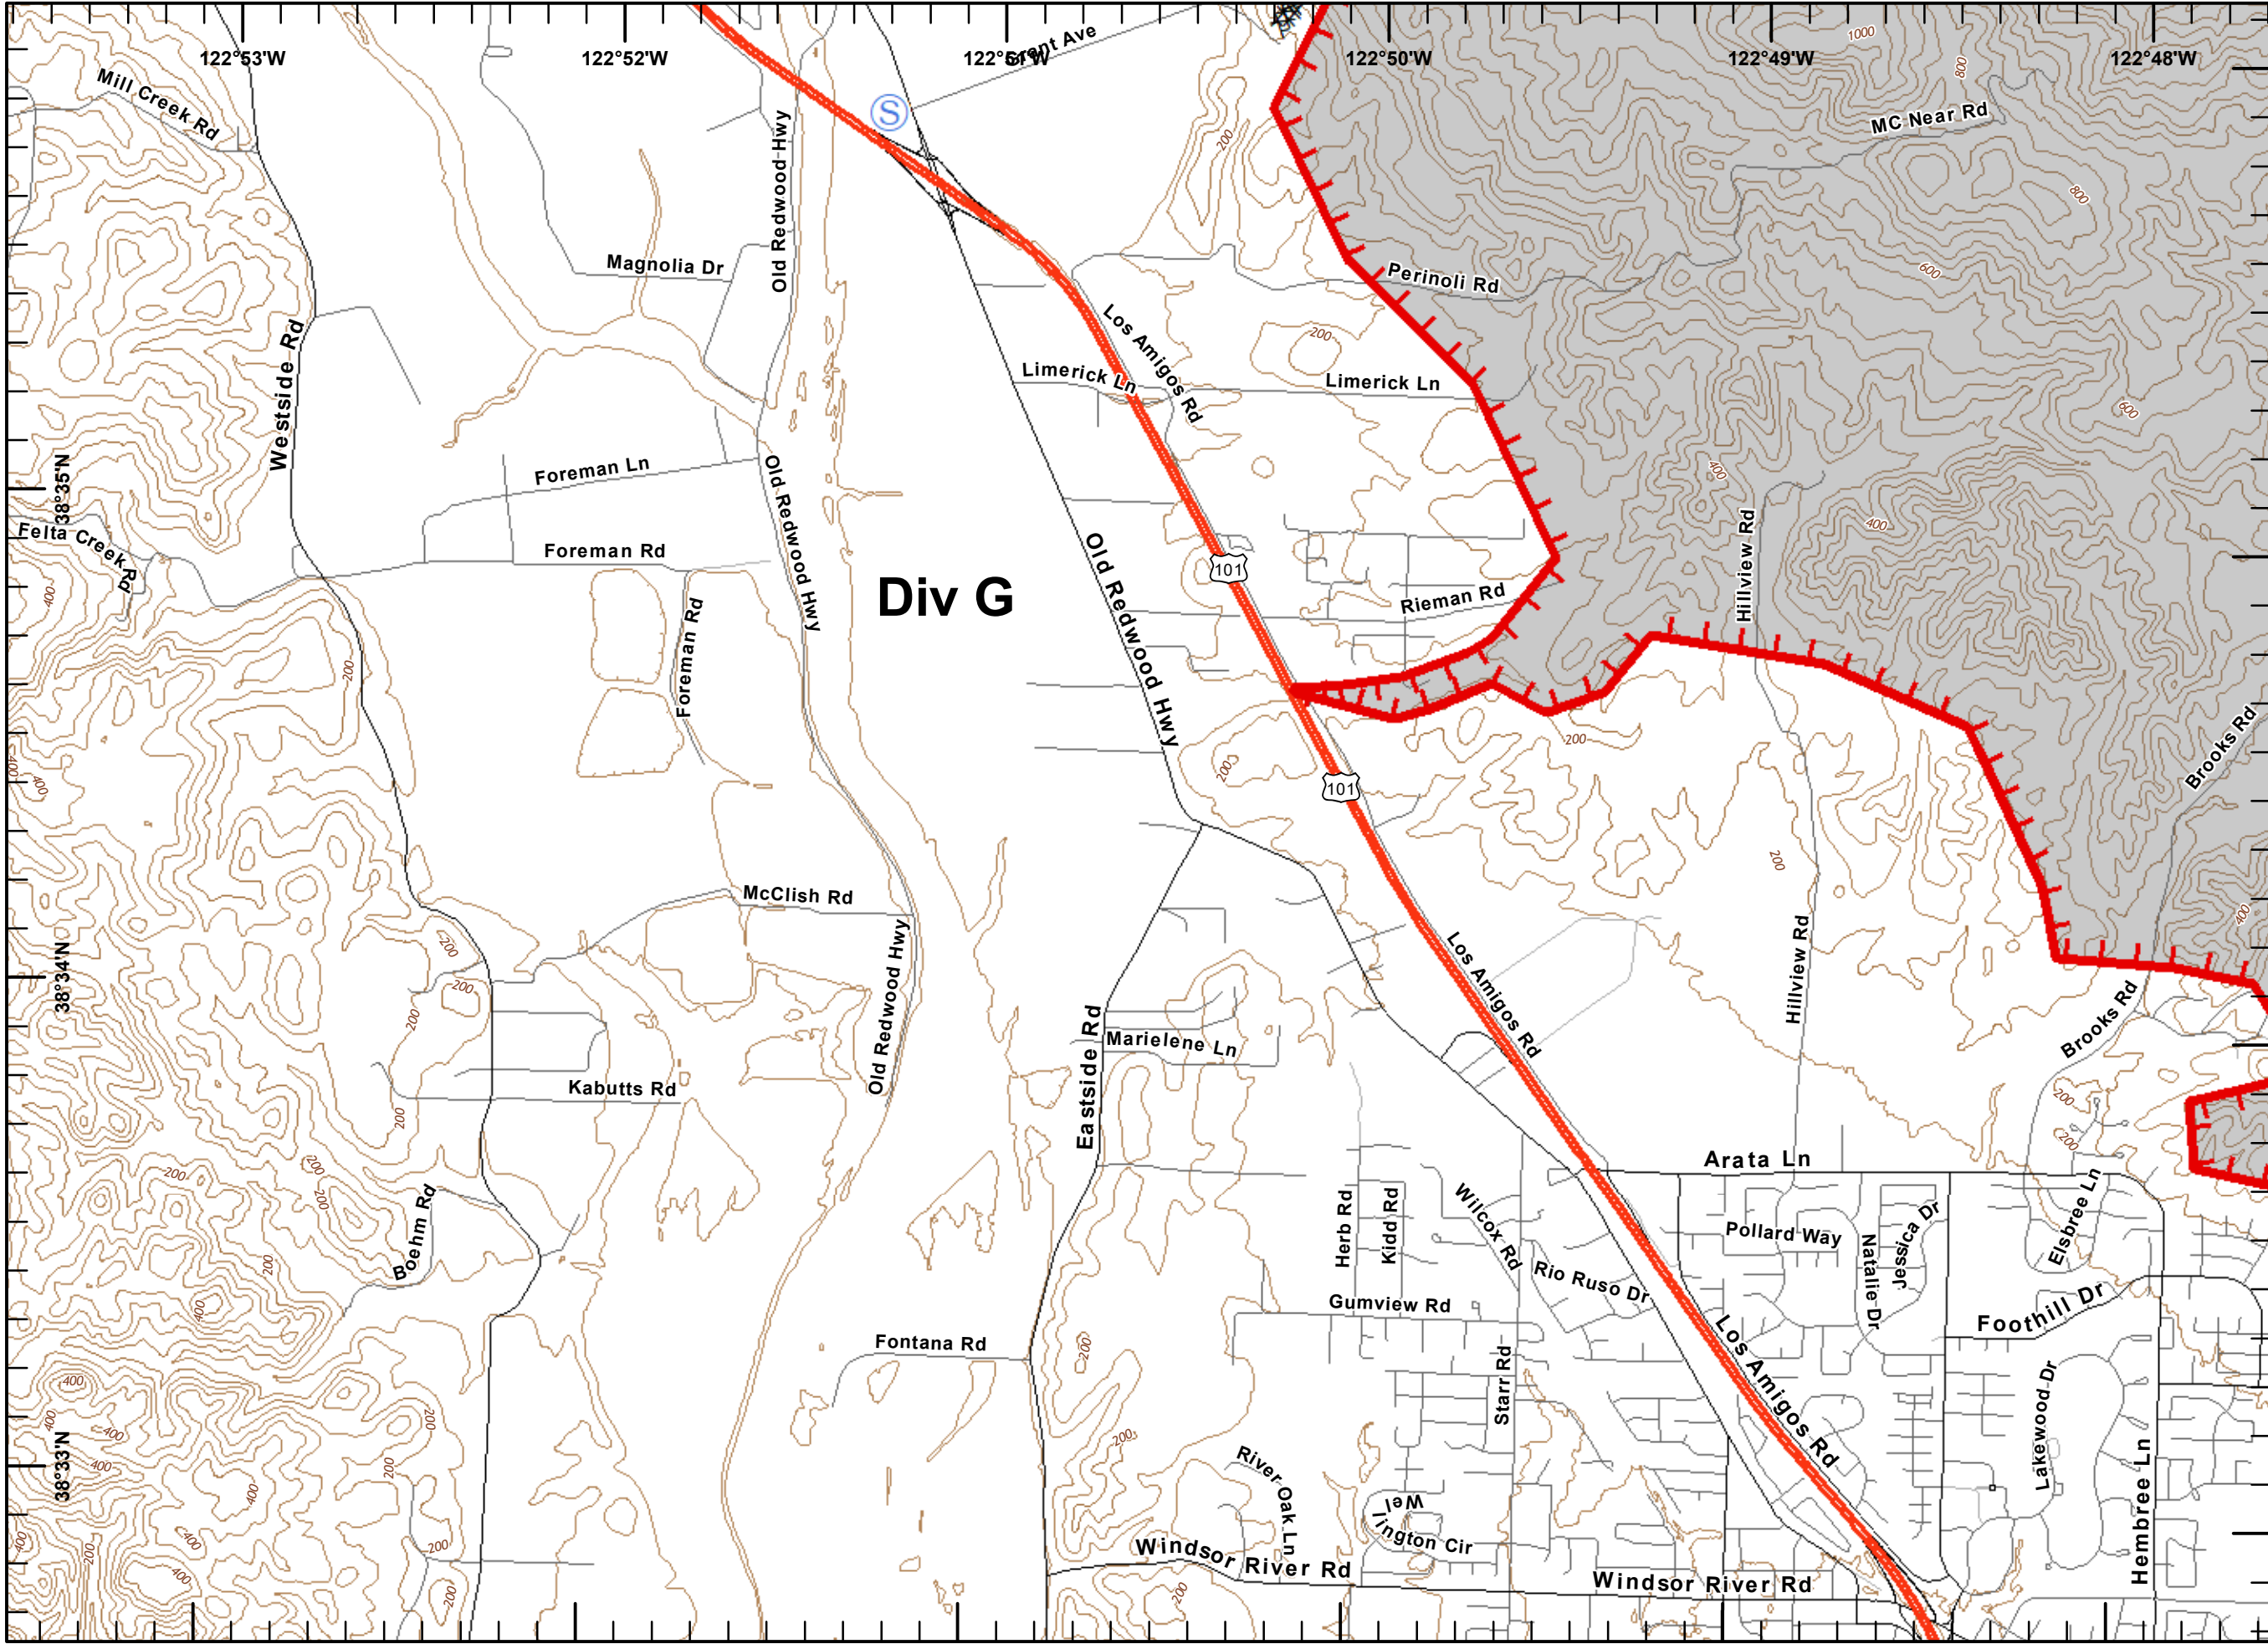 122°53'W
122°52'W
122°51'W
122°50'W
122°49'W
122°48'W
Grant Ave
1000
800
Mill Creek Rd
S
MC Near Rd
200
800
Old Redwood Hwy
Magnolia Dr
Perinoli Rd
600
Los Amigos Rd
200
Westside Rd
Limerick Ln
Limerick Ln
600
38°35'N
Foreman Ln
400
Old Redwood Hwy
Felta Creek Rd
Foreman Rd
Hillview Rd
400
Old Redwood Hwy
101
Div G
400
Rieman Rd
Foreman Rd
200
200
Brooks Rd
400
400
200
101
200
McClish Rd
38°34'N
200
Old Redwood Hwy
Los Amigos Rd
Hillview Rd
400
200
200
Brooks Rd
Eastside Rd
Marielene Ln
Kabutts Rd
200
200
200
Arata Ln
200
200
200
Boehm Rd
Herb Rd
Kidd Rd
Wilcox Rd
Pollard Way
Natalie Dr
Jessica Dr
Elsbree Ln
200
Rio Ruso Dr
400
Gumview Rd
Foothill Dr
Fontana Rd
200
Starr Rd
Los Amigos Rd
400
Lakewood Dr
400
400
200
200
38°33'N
400
200
River Oak Ln
Hembree Ln
400
Wel
lington Cir
400
400
200
200
Windsor River Rd
400
Windsor River Rd
200
200